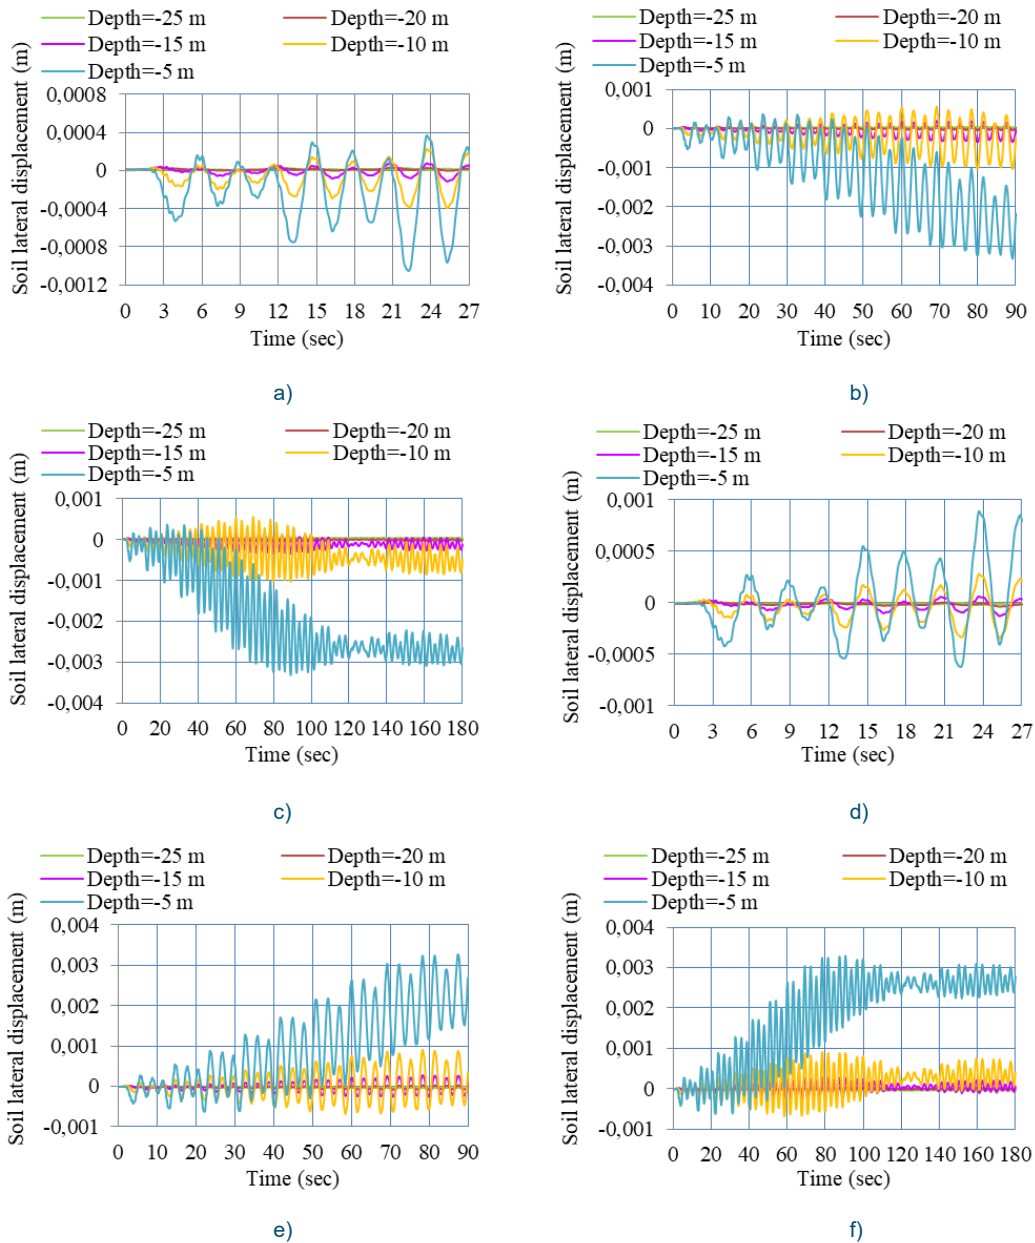 Depth=-25 m Depth=-20 m
Depth=-15 m Depth=-10 m
Depth=-5 m
Soil lateral displacement (m)
0,0008
0,0004
0
-0,0004
-0,0008
-0,0012
0 3 6 9 12 15 18 21 24 27
Time (sec)
a)
Depth=-25 m Depth=-20 m
Depth=-15 m Depth=-10 m
Depth=-5 m
Soil lateral displacement (m)
0,001
0
-0,001
-0,002
-0,003
-0,004
0 10 20 30 40 50 60 70 80 90
Time (sec)
b)
Depth=-25 m Depth=-20 m
Depth=-15 m Depth=-10 m
Depth=-5 m
Soil lateral displacement (m)
0,001
0
-0,001
-0,002
-0,003
-0,004
0 20 40 60 80 100 120 140 160 180
Time (sec)
c)
Depth=-25 m Depth=-20 m
Depth=-15 m Depth=-10 m
Depth=-5 m
Soil lateral displacement (m)
0,001
0,0005
0
-0,0005
-0,001
0 3 6 9 12 15 18 21 24 27
Time (sec)
d)
Depth=-25 m Depth=-20 m
Depth=-15 m Depth=-10 m
Depth=-5 m
Soil lateral displacement (m)
0,004
0,003
0,002
0,001
0
-0,001
0 10 20 30 40 50 60 70 80 90
Time (sec)
e)
Depth=-25 m Depth=-20 m
Depth=-15 m Depth=-10 m
Depth=-5 m
Soil lateral displacement (m)
0,004
0,003
0,002
0,001
0
-0,001
0 20 40 60 80 100 120 140 160 180
Time (sec)
f)